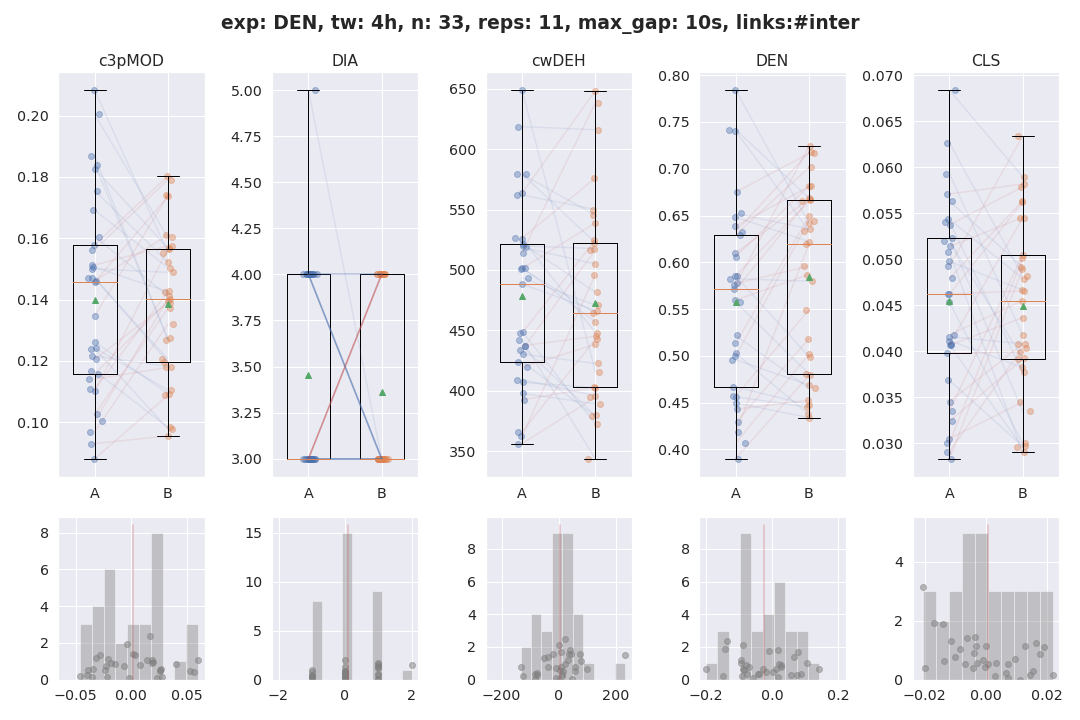 exp: DEN, tw: 4h, n: 33, reps: 11, max_gap: 10s, links:#inter
c3pMOD DIA cwDEH DEN CLS
0.20 0.18 0.16 0.14 0.12 0.10
A B
5.00 4.75 4.50 4.25 4.00 3.75 3.50 3.25 3.00
A B
650 600 550 500 450 400 350
A B
0.80 0.75 0.70 0.65 0.60 0.55 0.50 0.45 0.40
A B
0.070 0.065 0.060 0.055 0.050 0.045 0.040 0.035 0.030
A B
8 6 4 2 0
−0.05 0.00 0.05
15 10 5 0
−2 0 2
8 6 4 2 0
−200 0 200
8 6 4 2 0
−0.2 0.0 0.2
4 2 0
−0.02 0.00 0.02